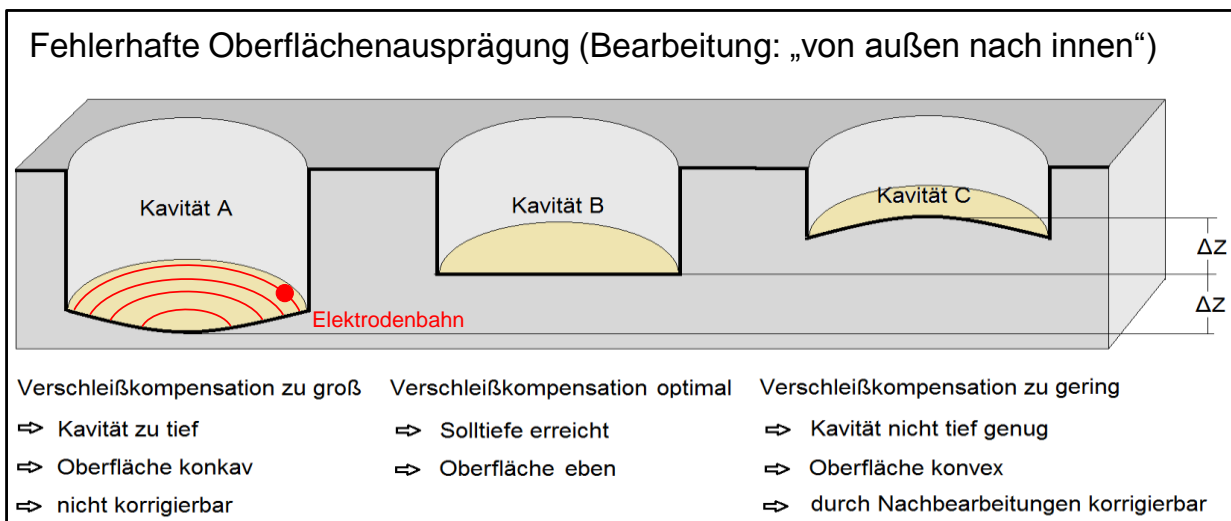 Fehlerhafte Oberflächenausprägung (Bearbeitung: „von außen nach innen“)
Kavität A
Kavität B
Kavität C
ΔZ
ΔZ
Elektrodenbahn
Verschleißkompensation zu groß
⇨ Kavität zu tief
⇨ Oberfläche konkav
⇨ nicht korrigierbar
Verschleißkompensation optimal
⇨ Solltiefe erreicht
⇨ Oberfläche eben
Verschleißkompensation zu gering
⇨ Kavität nicht tief genug
⇨ Oberfläche konvex
⇨ durch Nachbearbeitungen korrigierbar